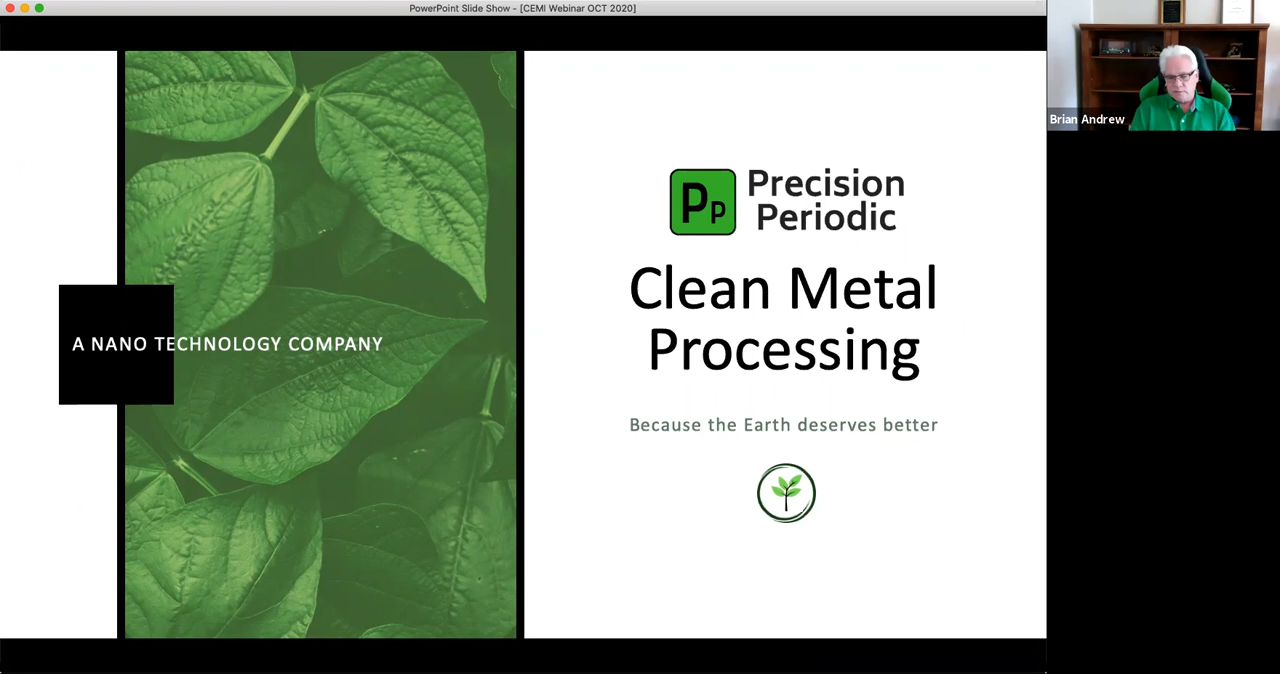 PowerPoint Slide Show - [CEMI Webinar OCT 2020]
Brian Andrew
A NANO TECHNOLOGY COMPANY
Pp
Precision
Periodic
Clean Metal
Processing
Because the Earth deserves better